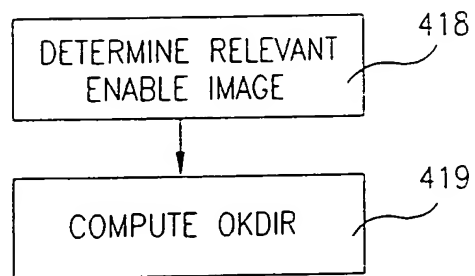 418
DETERMINE RELEVANT
ENABLE IMAGE
419
COMPUTE OKDIR